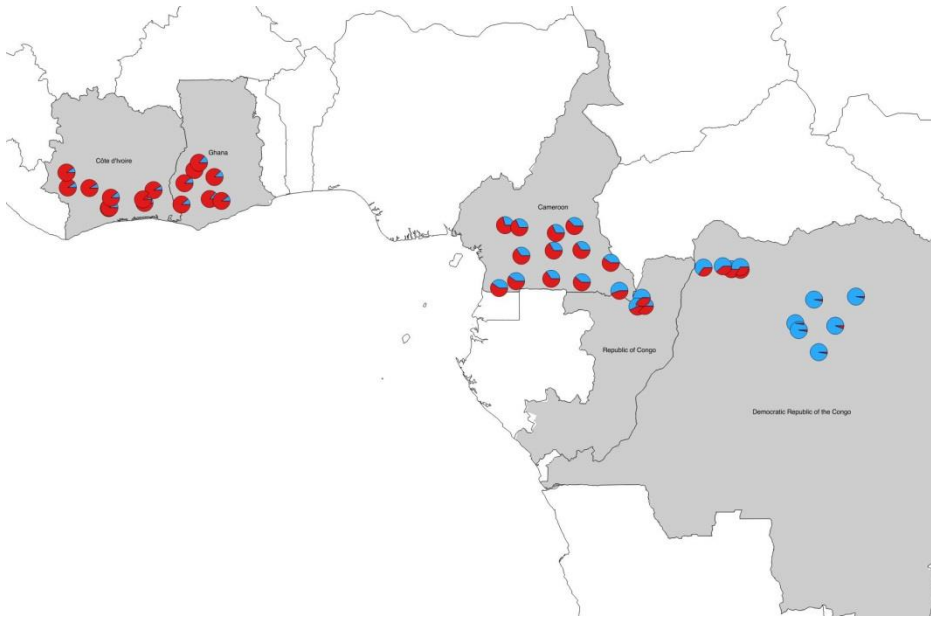 Côte d'Ivoire
Ghana
Cameroon
Republic of Congo
Democratic Republic of the Congo